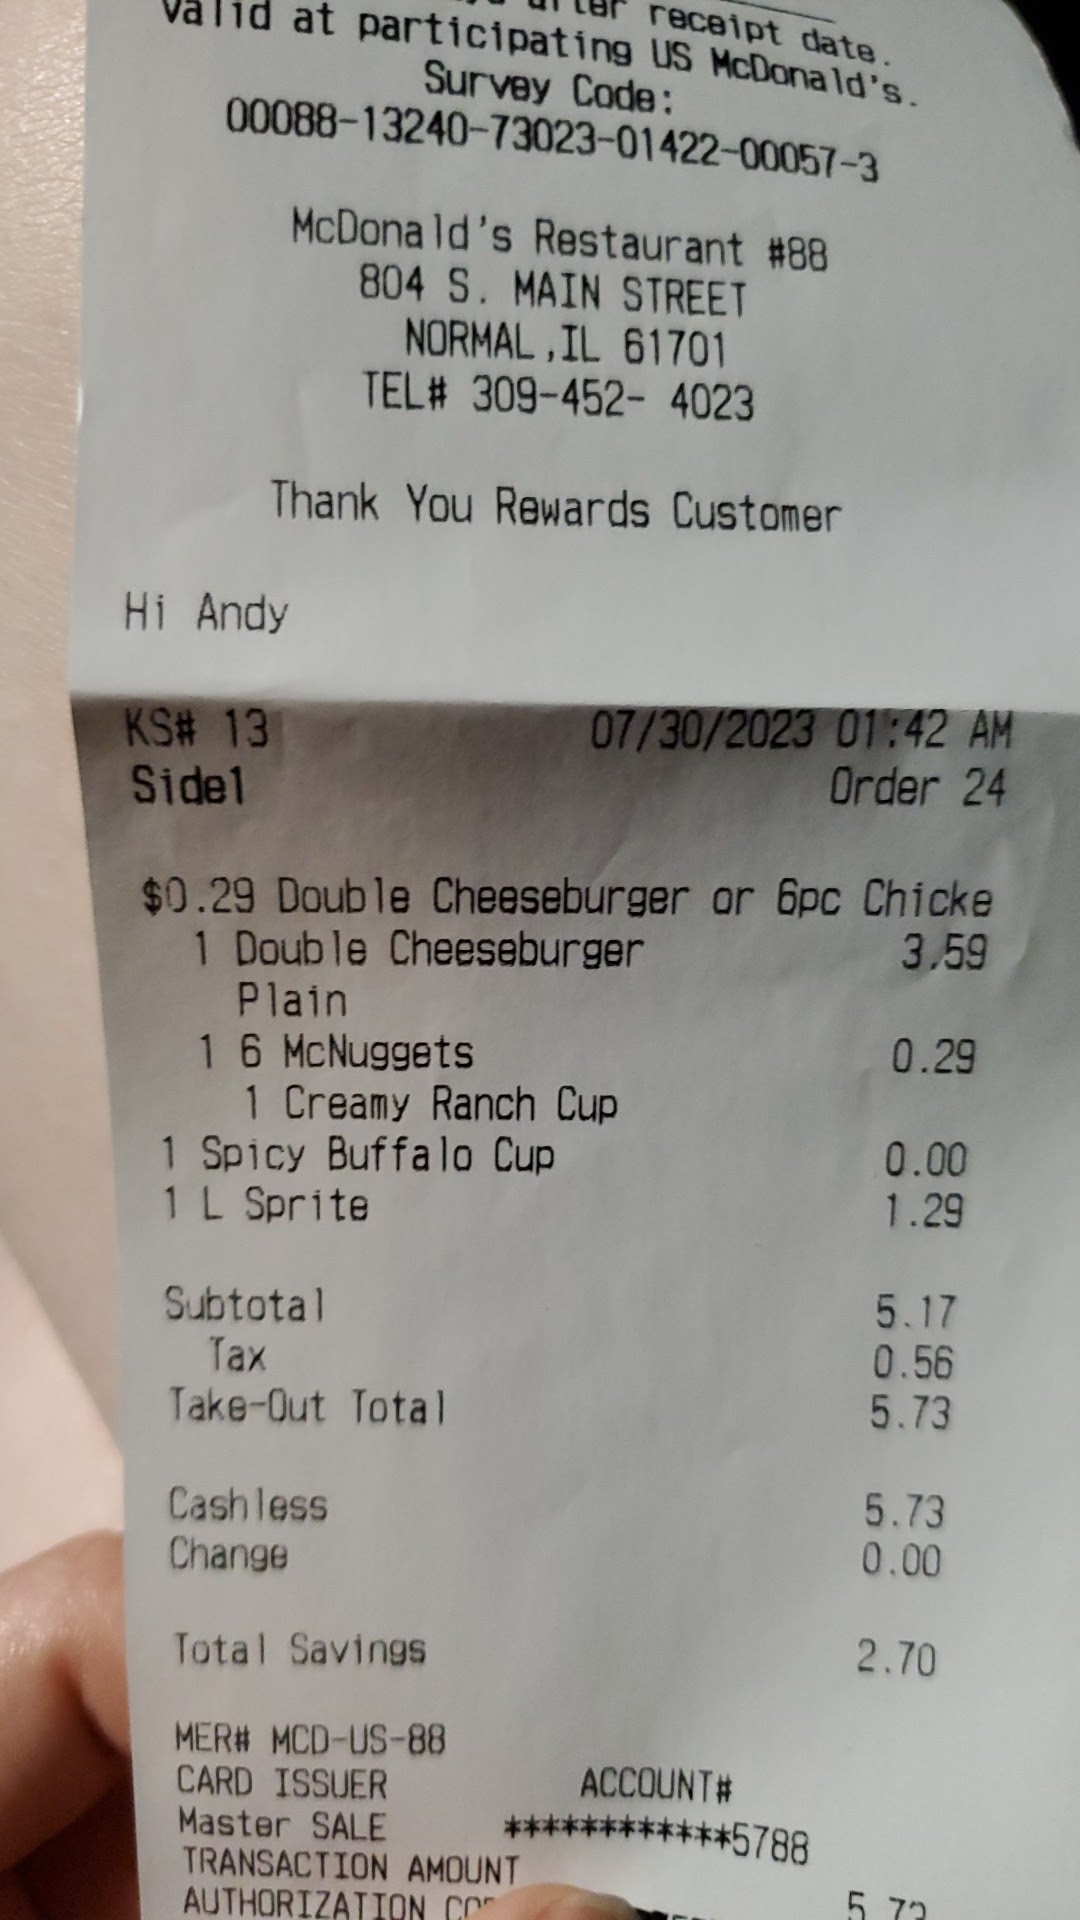 after receipt date.
Valid at participating US McDonald's.
Survey Code:
00088-13240-73023-01422-00057-3
McDonald's Restaurant #88
804 S. MAIN STREET
NORMAL ,IL 61701
TEL# 309-452- 4023
Thank You Rewards Customer
Hi Andy
KS# 13 07/30/2023 01:42 AM
Side1 Order 24
$0.29 Double Cheeseburger or 6pc Chicke
1 Double Cheeseburger 3.59
Plain
1 6 McNuggets 0.29
1 Creamy Ranch Cup
1 Spicy Buffalo Cup 0.00
1 L Sprite 1.29
Subtotal 5.17
Tax 0.56
Take-Out Total 5.73
Cashless 5.73
Change 0.00
Total Savings 2.70
MER# MCD-US-88
CARD ISSUER ACCOUNT#
Master SALE ************5788
TRANSACTION AMOUNT 5.73
AUTHORIZATION